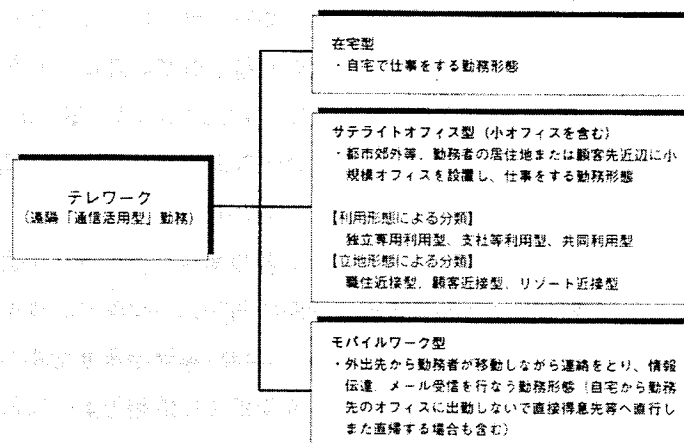 テレワーク
(遠隔「通信活用型」勤務)
在宅型
・自宅で仕事をする勤務形態
サテライトオフィス型（小オフィスを含む）
・都市郊外等、勤務者の居住地または顧客先近辺に小
規模オフィスを設置し、仕事をする勤務形態
【利用形態による分類】
独立専用利用型、支社等利用型、共同利用型
【立地形態による分類】
職住近接型、顧客近接型、リゾート近接型
モバイルワーク型
・外出先から勤務者が移動しながら連絡をとり、情報
伝達、メール受信を行なう勤務形態（自宅から勤務
先のオフィスに出勤しないで直接得意先等へ直行し
また直帰する場合も含む）